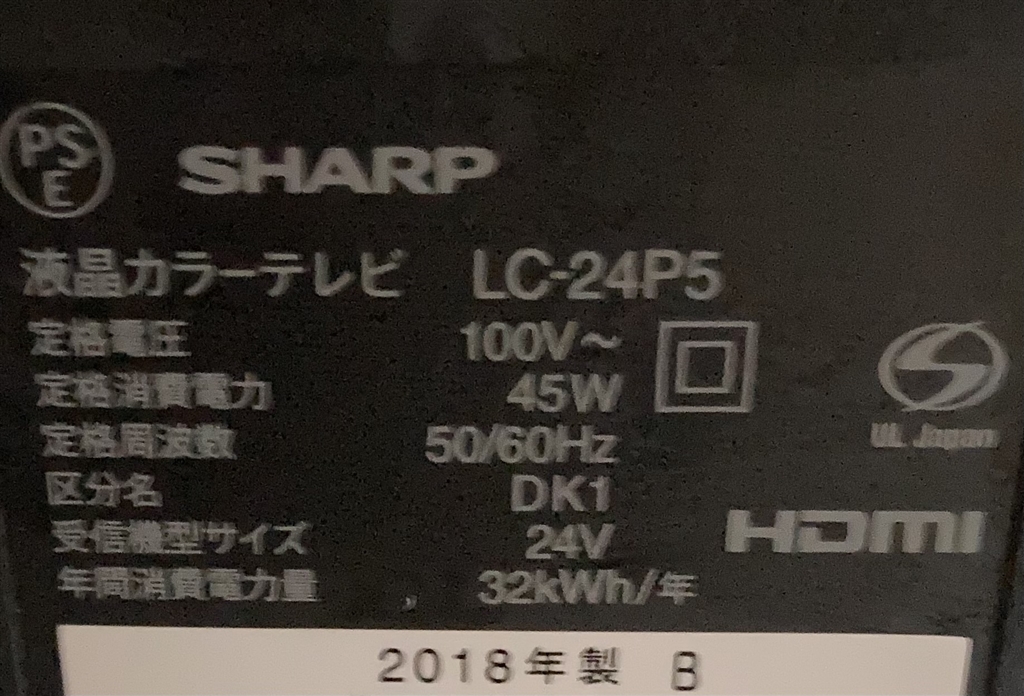 PS
E
SHARP
液晶カラーテレビ LC-24P5
定格電圧 100V～
定格消費電力 45W
定格周波数 50/60Hz
区分名 DK1
受信機型サイズ 24V
年間消費電力量 32kWh/年
UL Japan
HDMI
2018年製 B